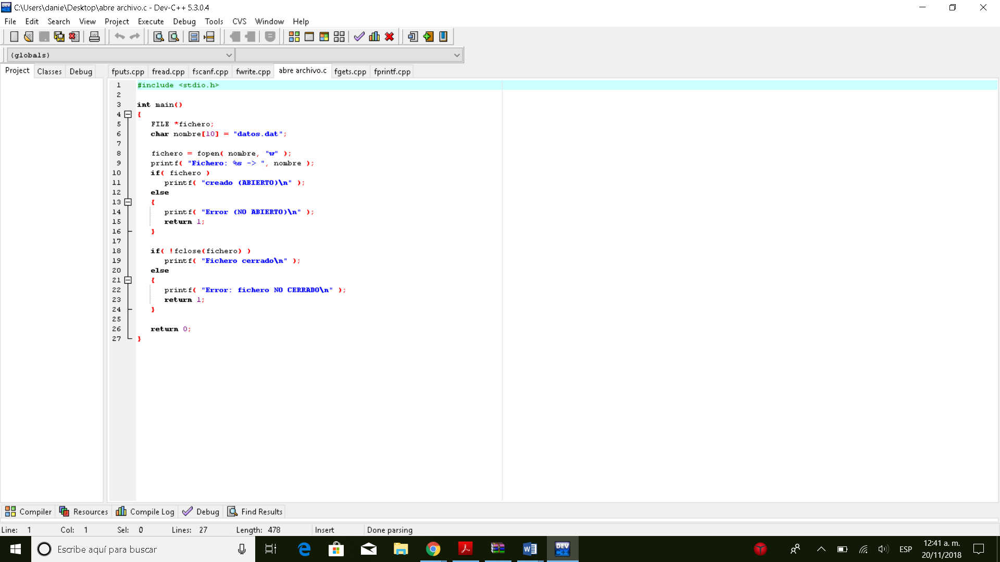 C:\Users\danie\Desktop\abre archivo.c - Dev-C++ 5.3.0.4
File Edit Search View Project Execute Debug Tools CVS Window Help
(globals)
Project Classes Debug
fputs.cpp fread.cpp fscanf.cpp fwrite.cpp abre archivo.c fgets.cpp fprintf.cpp
1 #include <stdio.h>
2
3 int main()
4 {
5 FILE *fichero;
6 char nombre[10] = "datos.dat";
7
8 fichero = fopen( nombre, "w" );
9 printf( "Fichero: %s -> ", nombre );
10 if( fichero )
11 printf( "creado (ABIERTO)\n" );
12 else
13 {
14 printf( "Error (NO ABIERTO)\n" );
15 return 1;
16 }
17
18 if( !fclose(fichero) )
19 printf( "Fichero cerrado\n" );
20 else
21 {
22 printf( "Error: fichero NO CERRADO\n" );
23 return 1;
24 }
25
26 return 0;
27 }
Compiler Resources Compile Log Debug Find Results
Line: 1 Col: 1 Sel: 0 Lines: 27 Length: 478 Insert Done parsing
Escribe aquí para buscar
DEV C++
ESP
12:41 a. m.
20/11/2018